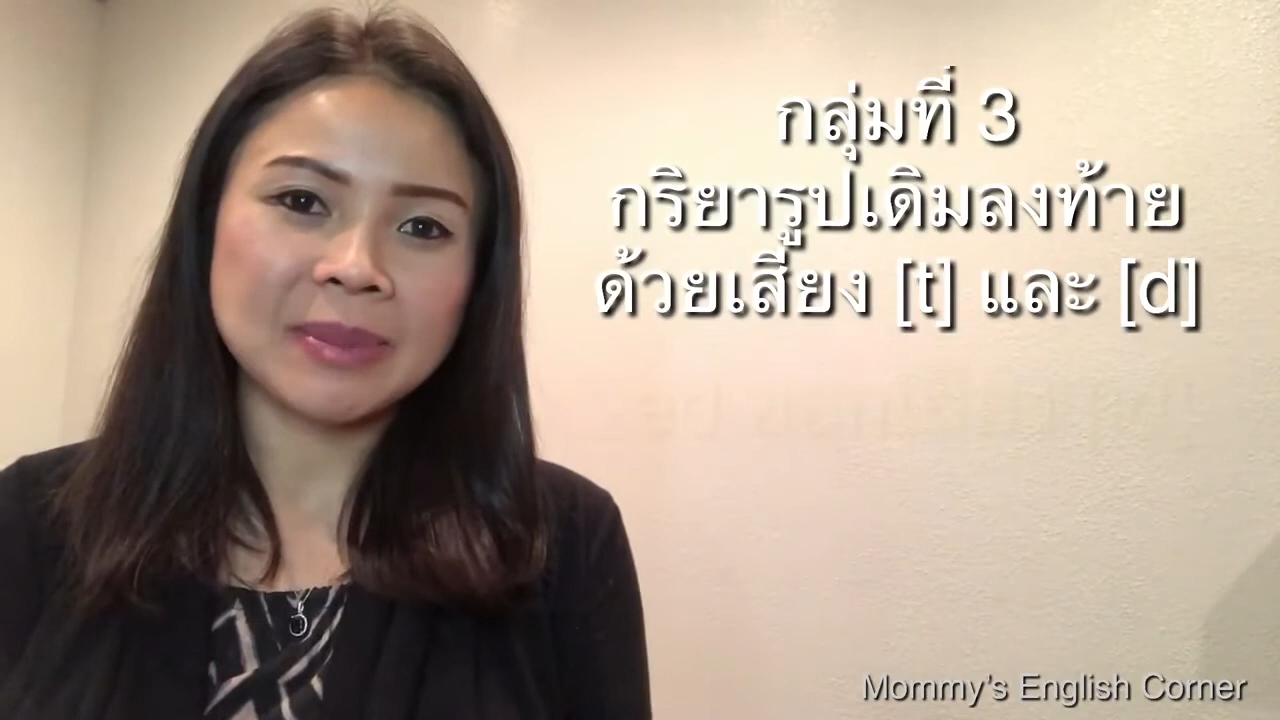 กลุ่มที่ 3
กริยารูปเดิมลงท้าย
ด้วยเสียง [t] และ [d]
Mommy's English Corner